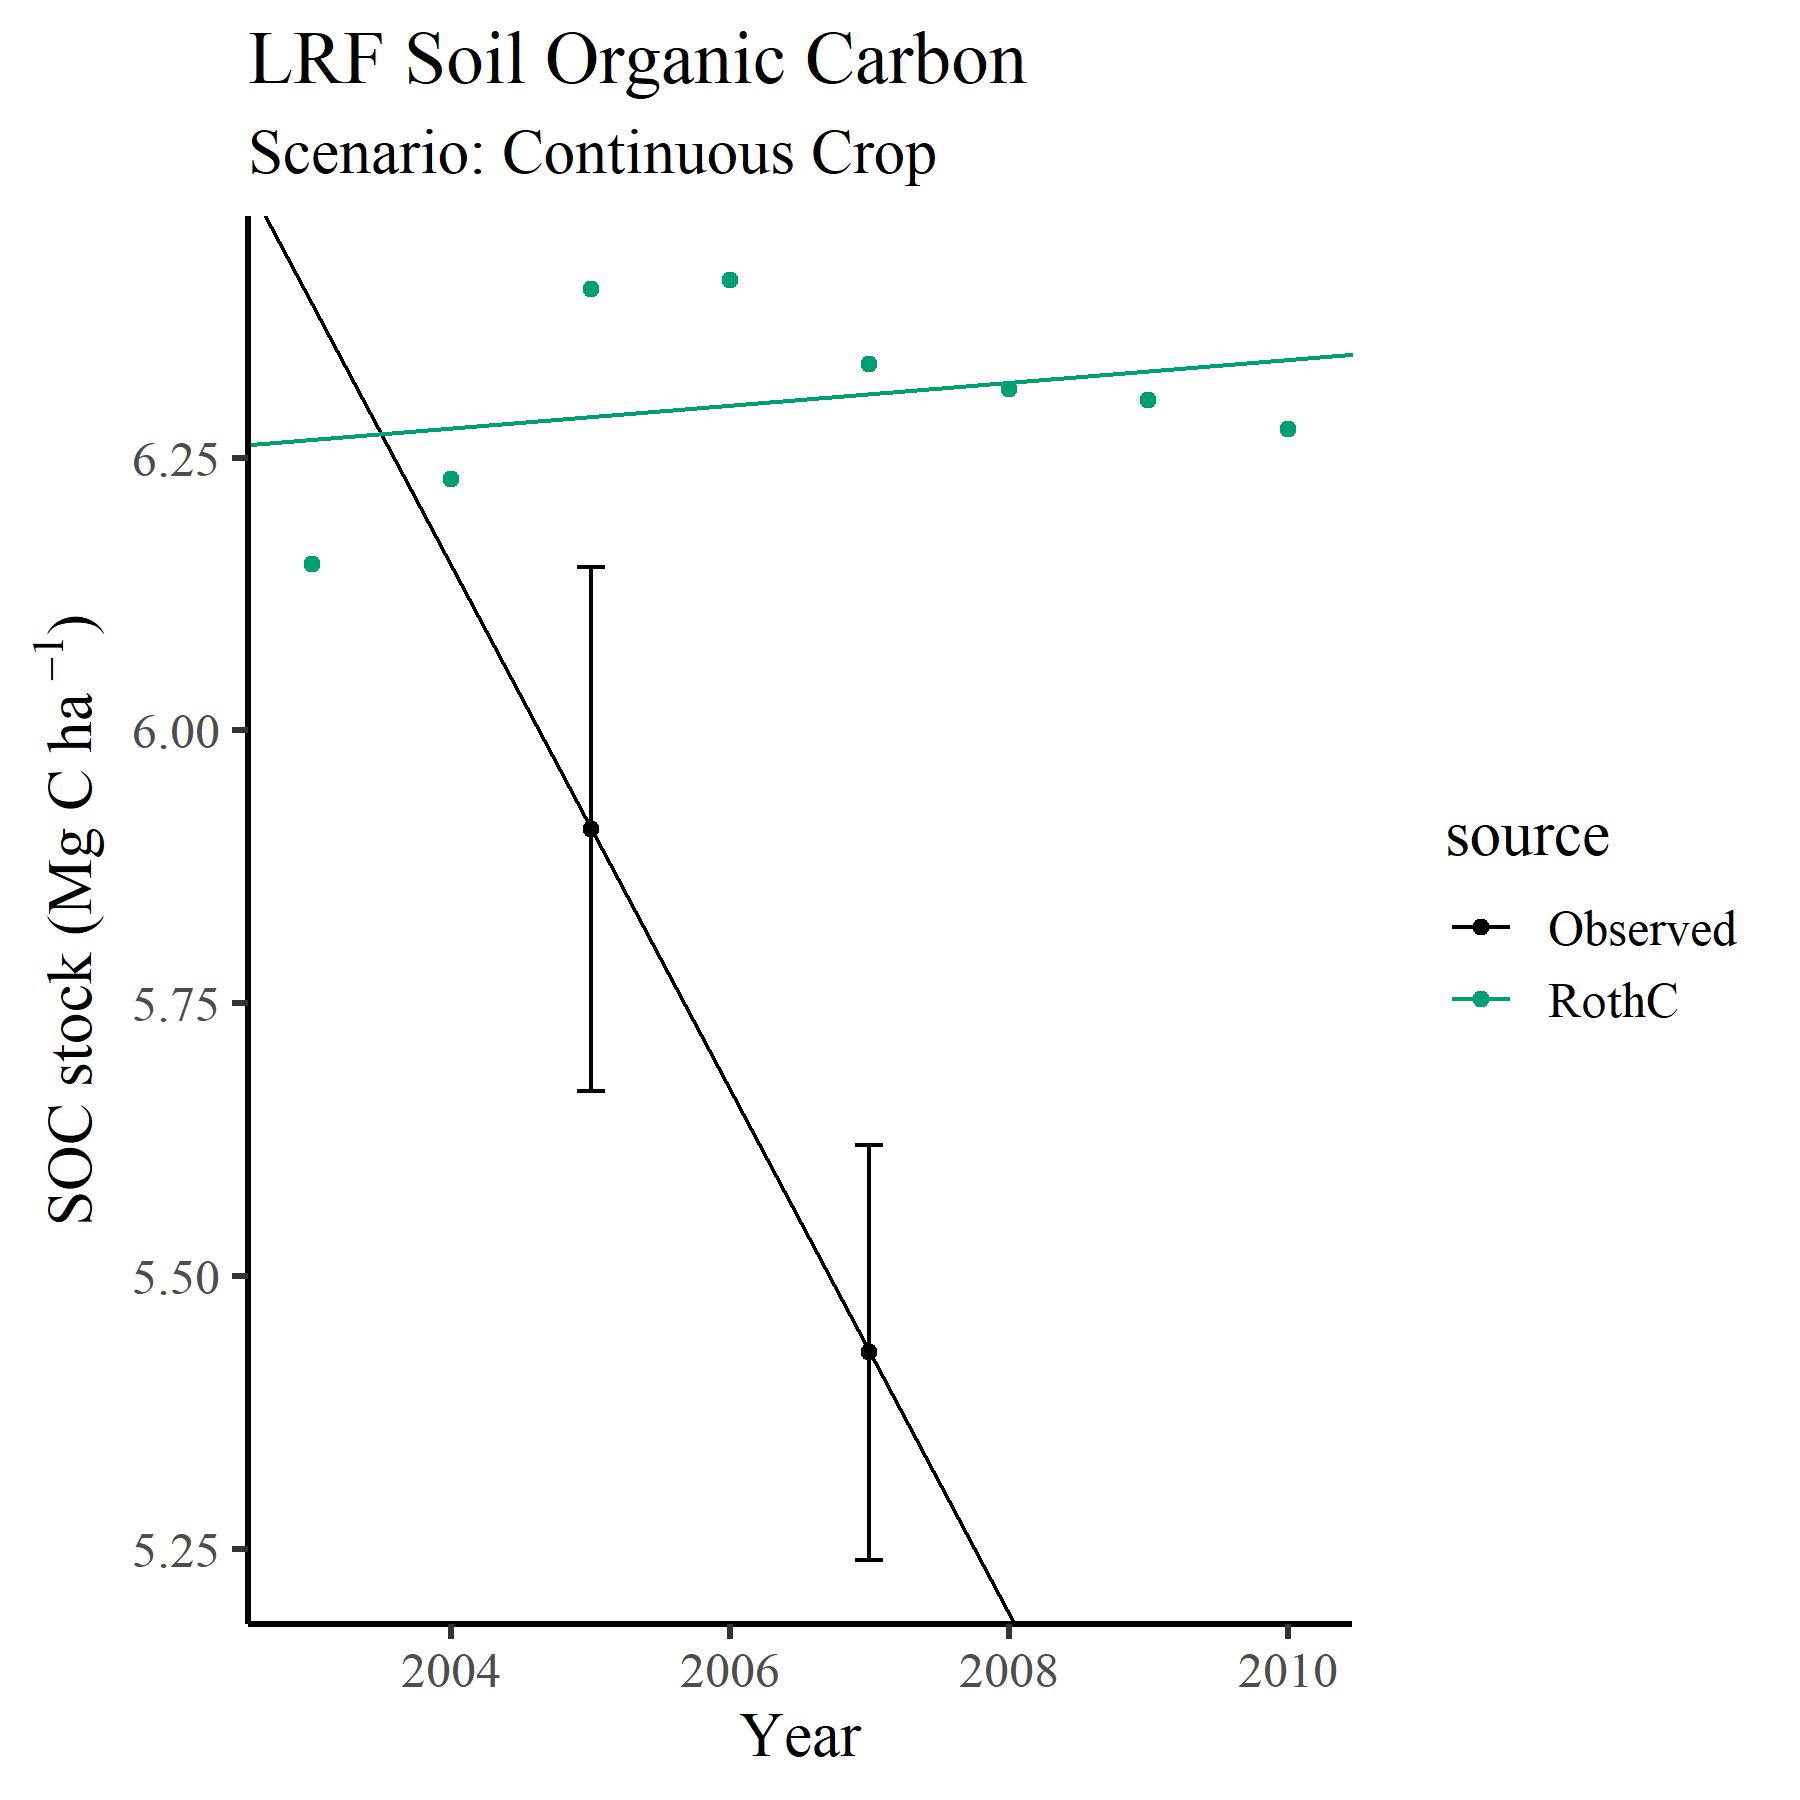 LRF Soil Organic Carbon
Scenario: Continuous Crop
SOC stock (Mg C ha⁻¹)
6.25
6.00
5.75
5.50
5.25
2004 2006 2008 2010
Year
source
Observed
RothC